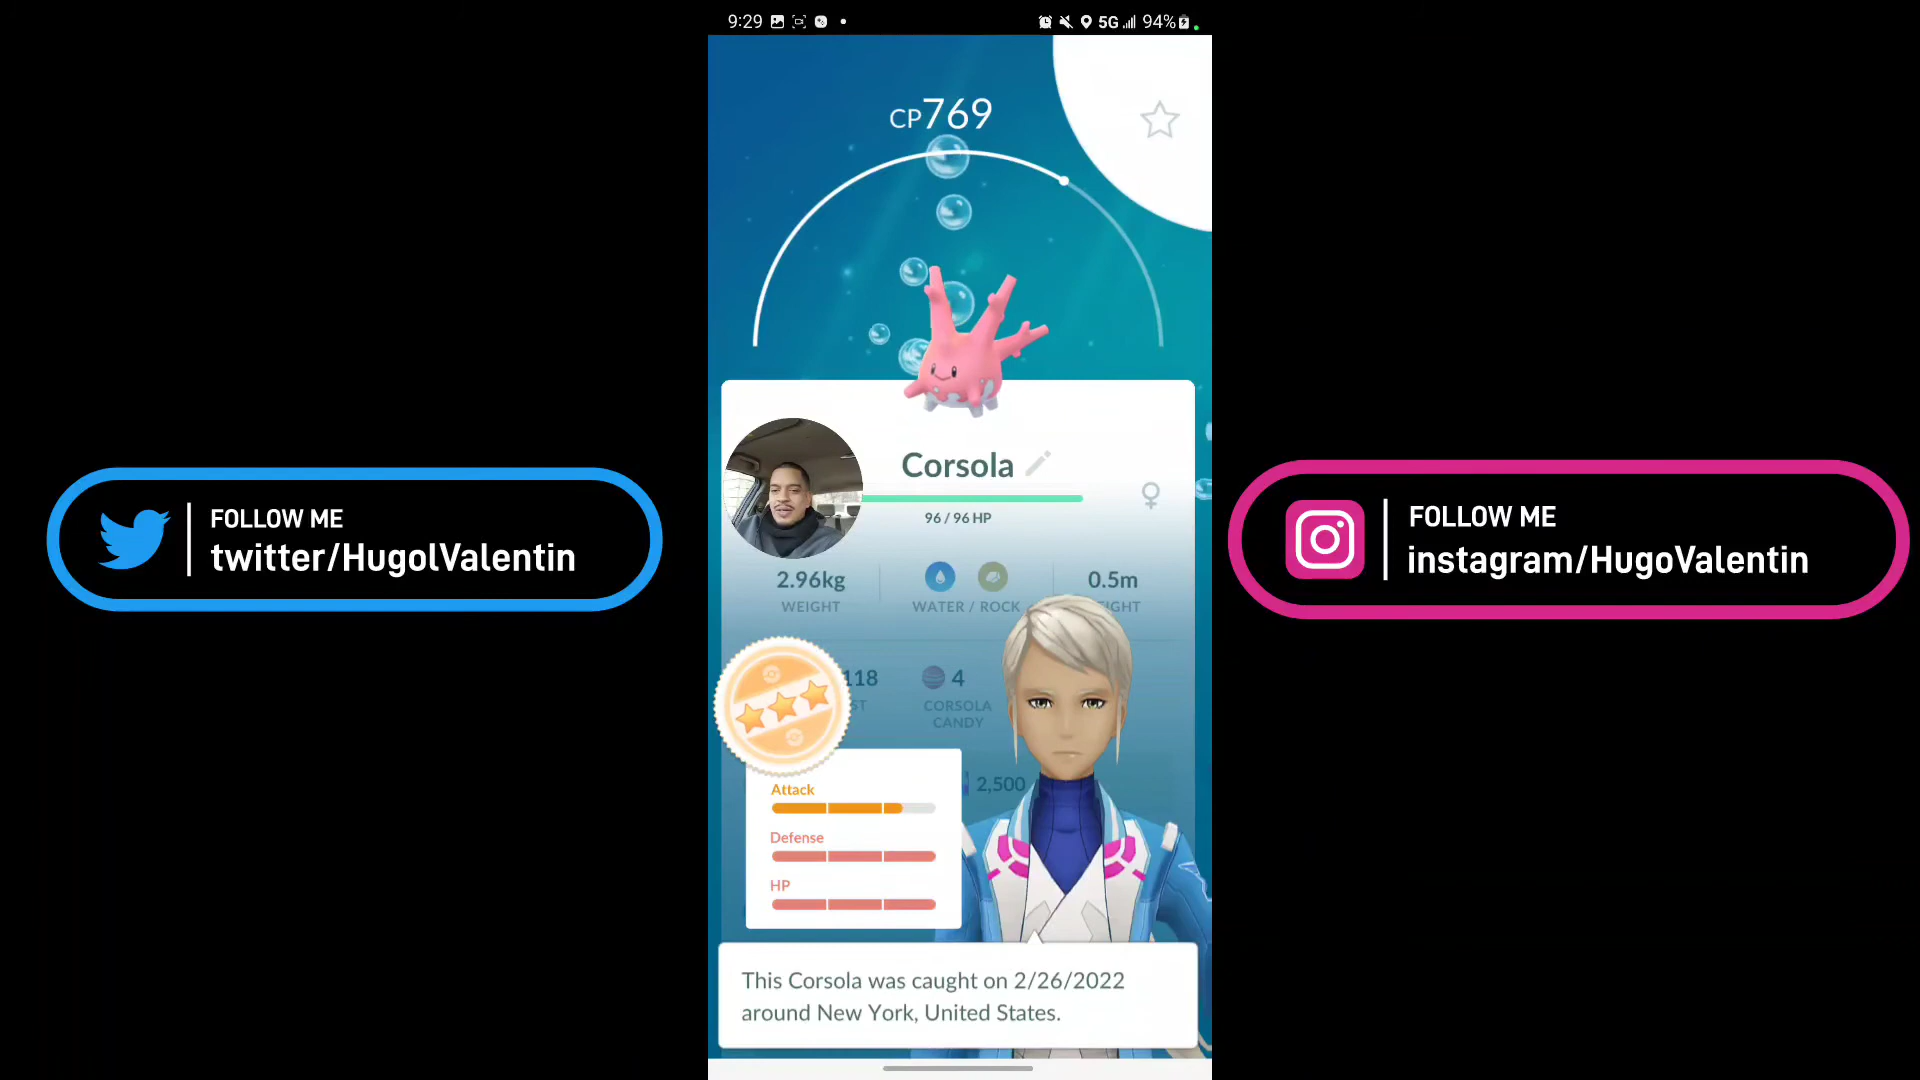 9:29
5G 94%
CP769
Corsola
96 / 96 HP
2.96kg
WEIGHT
WATER / ROCK
0.5m
118
4
CORSOLA
CANDY
2,500
Attack
Defense
HP
This Corsola was caught on 2/26/2022
around New York, United States.
FOLLOW ME
twitter/HugolValentin
FOLLOW ME
instagram/HugoValentin